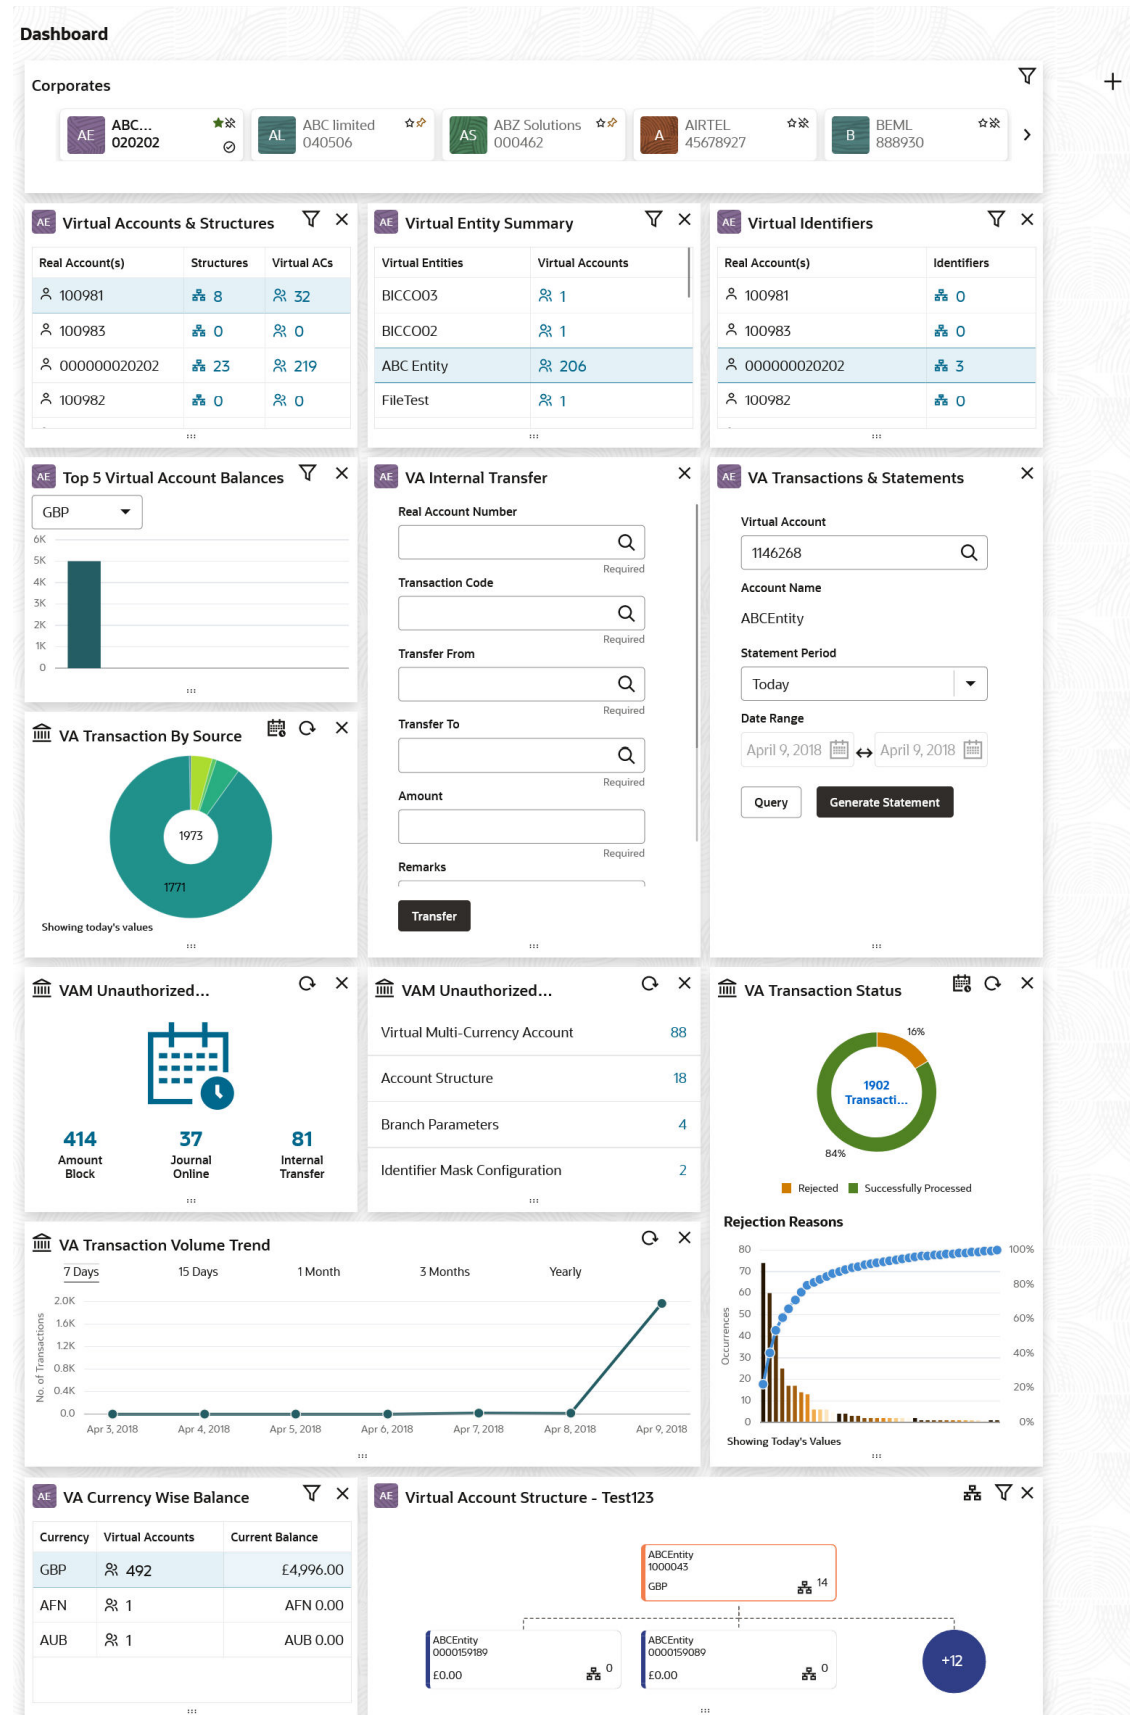 Dashboard
Corporates
AE ABC... 020202
AL ABC limited 040506
AS ABZ Solutions 000462
A AIRTEL 45678927
B BEML 888930
AE Virtual Accounts & Structures
Real Account(s) Structures Virtual ACs
100981 8 32
100983 0 0
000000020202 23 219
100982 0 0
AE Virtual Entity Summary
Virtual Entities Virtual Accounts
BICCO03 1
BICCO02 1
ABC Entity 206
FileTest 1
AE Virtual Identifiers
Real Account(s) Identifiers
100981 0
100983 0
000000020202 3
100982 0
AE Top 5 Virtual Account Balances
GBP
6K
5K
4K
3K
2K
1K
0
AE VA Internal Transfer
Real Account Number
Required
Transaction Code
Required
Transfer From
Required
Transfer To
Required
Amount
Required
Remarks
Transfer
AE VA Transactions & Statements
Virtual Account
1146268
Account Name
ABCEntity
Statement Period
Today
Date Range
April 9, 2018 April 9, 2018
Query Generate Statement
VA Transaction By Source
1973
1771
Showing today's values
VAM Unauthorized...
414 37 81
Amount Block
Journal Online
Internal Transfer
VAM Unauthorized...
Virtual Multi-Currency Account 88
Account Structure 18
Branch Parameters 4
Identifier Mask Configuration 2
VA Transaction Status
16%
1902
Transacti...
84%
Rejected Successfully Processed
Rejection Reasons
80 100%
70
60 80%
50 60%
40
30 40%
20 20%
10
0 0%
Occurrences
Showing Today's Values
VA Transaction Volume Trend
7 Days 15 Days 1 Month 3 Months Yearly
No. of Transactions
2.0K
1.6K
1.2K
0.8K
0.4K
0.0
Apr 3, 2018 Apr 4, 2018 Apr 5, 2018 Apr 6, 2018 Apr 7, 2018 Apr 8, 2018 Apr 9, 2018
AE VA Currency Wise Balance
Currency Virtual Accounts Current Balance
GBP 492 £4,996.00
AFN 1 AFN 0.00
AUB 1 AUB 0.00
AE Virtual Account Structure - Test123
ABCEntity
1000043
GBP 14
ABCEntity
0000159189
£0.00 0
ABCEntity
0000159089
£0.00 0
+12